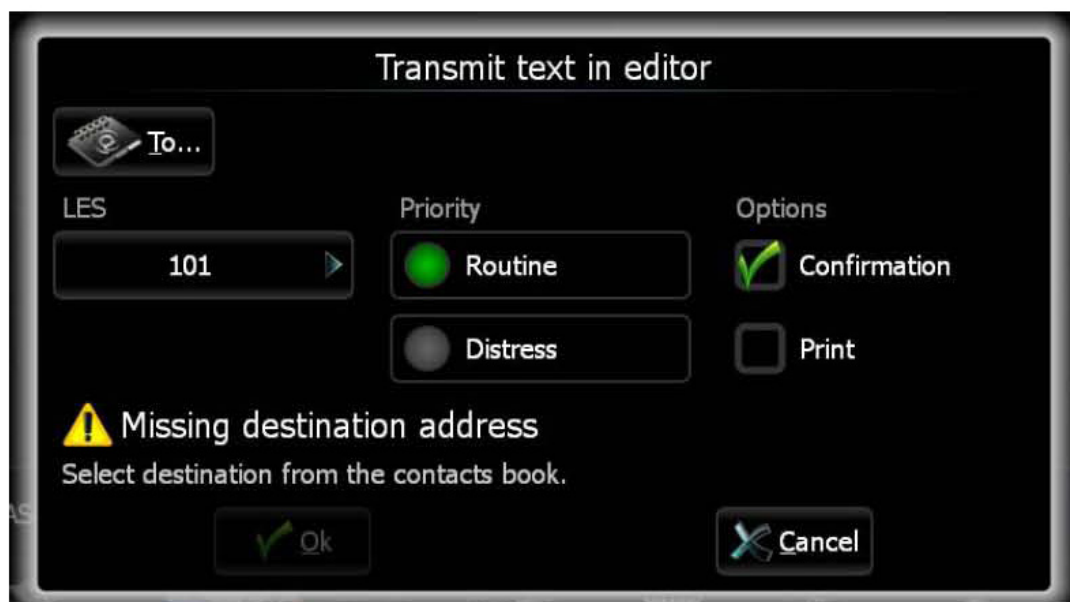 Transmit text in editor
To...
LES Priority Options
101 Routine Confirmation
Distress Print
Missing destination address
Select destination from the contacts book.
Ok Cancel